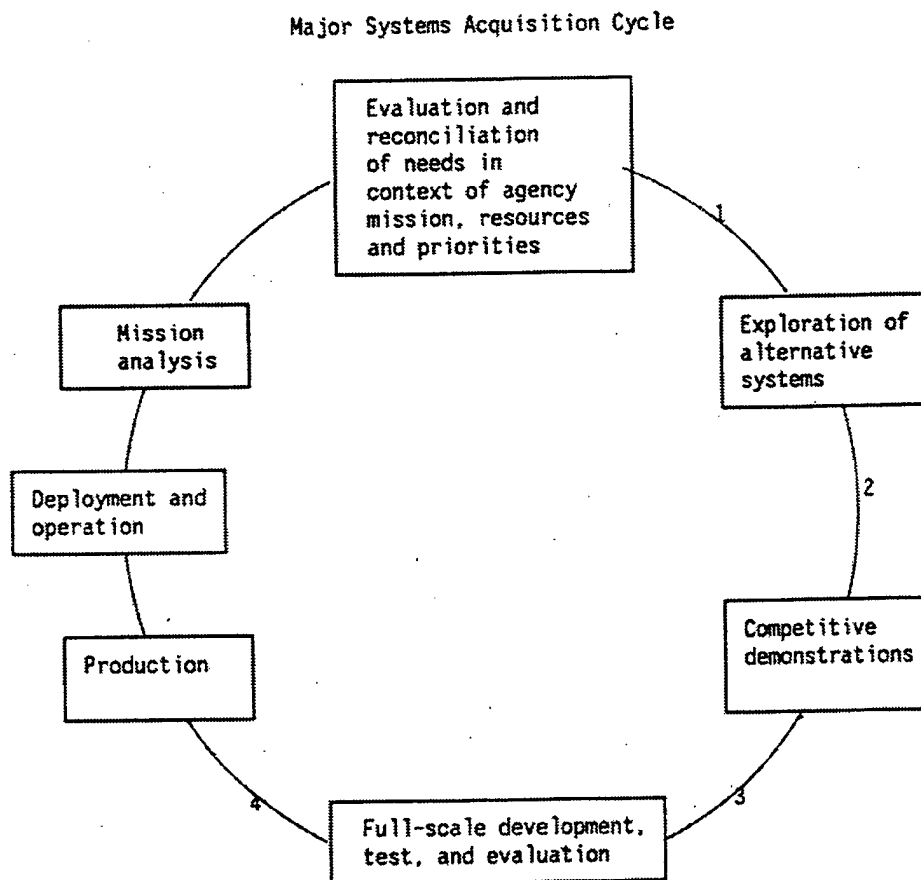 Major Systems Acquisition Cycle
Evaluation and
reconciliation
of needs in
context of agency
mission, resources
and priorities
1
Exploration of
alternative
systems
2
Competitive
demonstrations
3
Full-scale development,
test, and evaluation
4
Production
Deployment and
operation
Mission
analysis